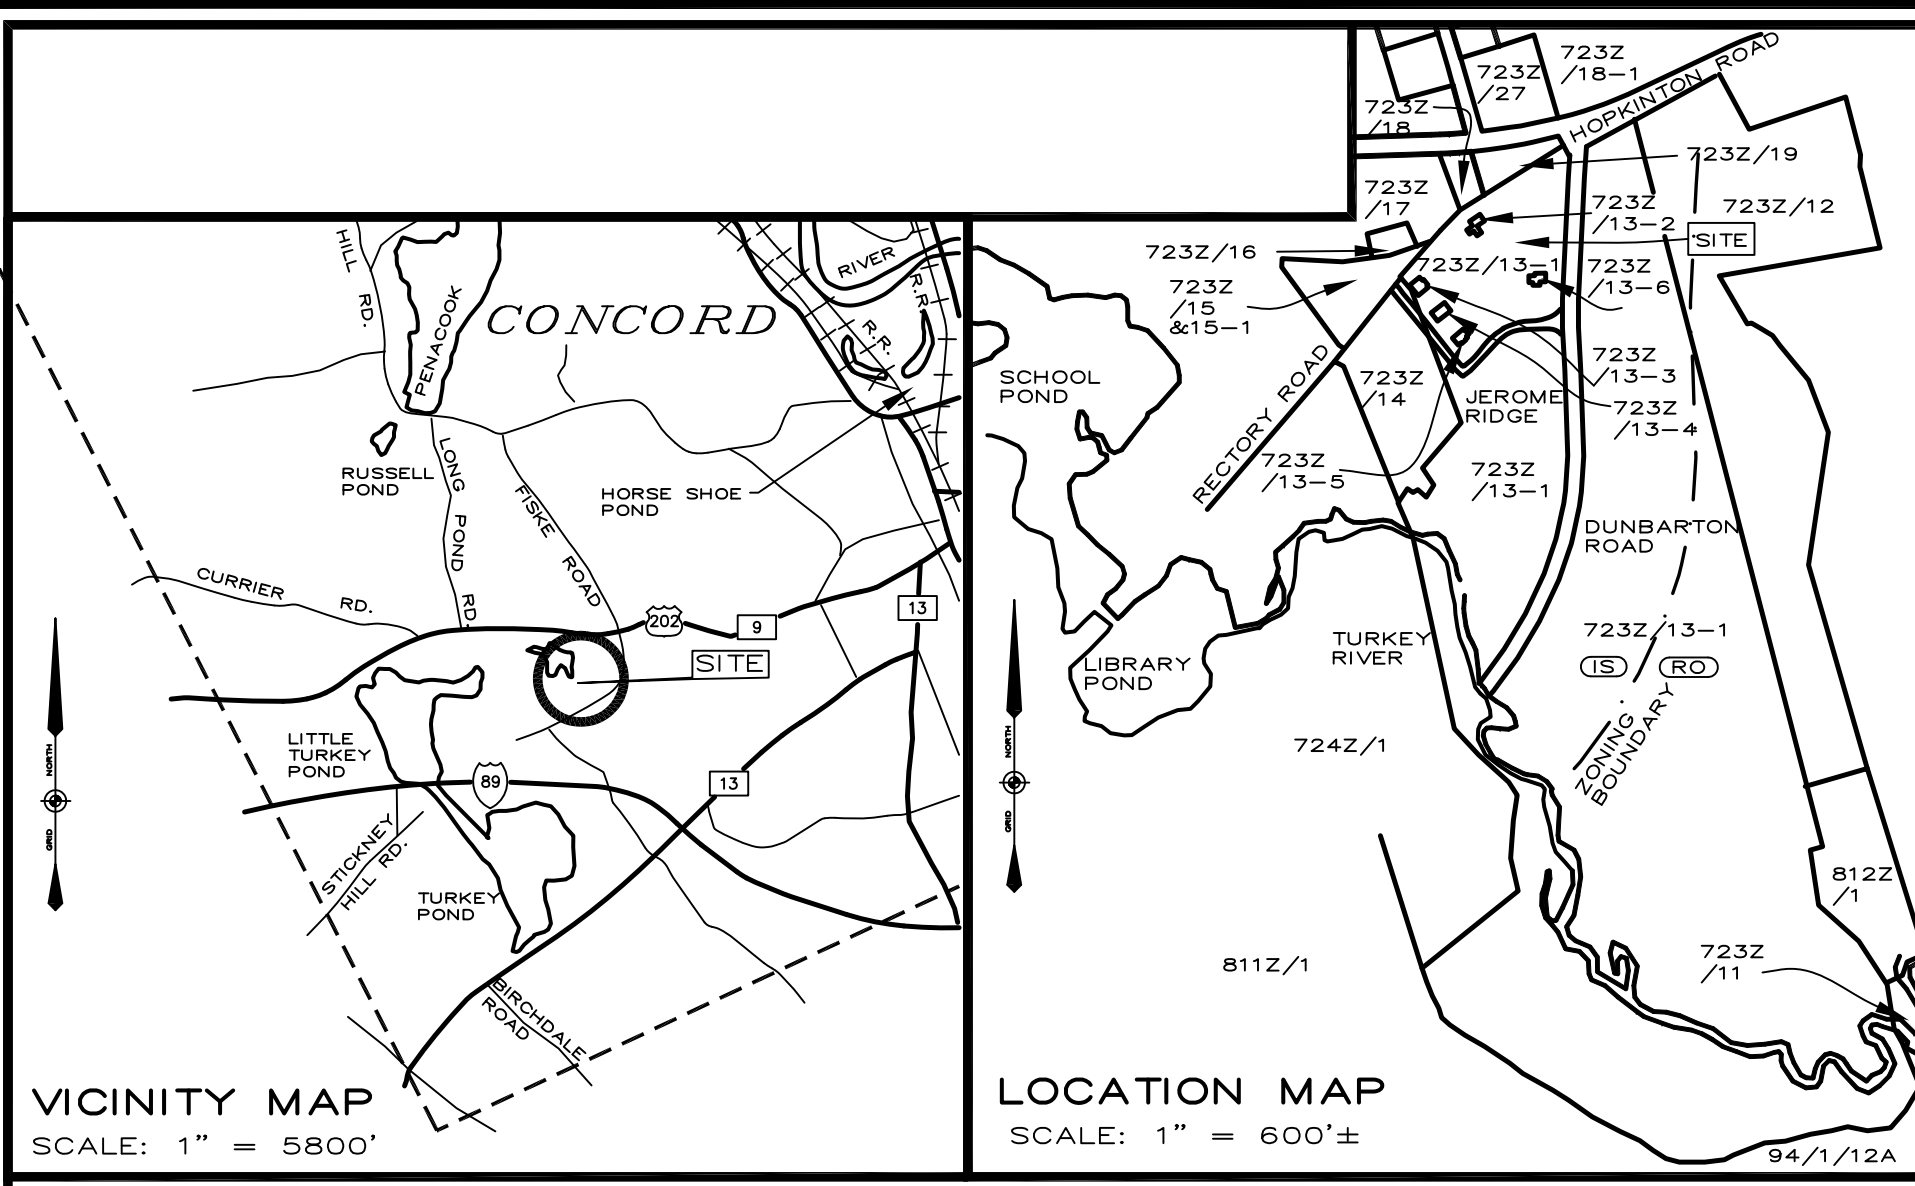 HILL RD.
PENACOOK
CONCORD
RIVER
R.R.
R.R.
RUSSELL
POND
LONG POND RD.
FISKE ROAD
HORSE SHOE
POND
CURRIER RD.
202
9
13
SITE
LITTLE
TURKEY
POND
89
13
STICKNEY
HILL RD.
TURKEY
POND
BIRCHDALE
ROAD
NORTH
GRID
VICINITY MAP
SCALE: 1" = 5800'
723Z
/18-1
723Z
/27
723Z
/18
HOPKINTON ROAD
723Z/19
723Z
/17
723Z
/13-2
723Z/12
SITE
723Z/16
723Z/13-1
723Z
/13-6
723Z
/15
&15-1
SCHOOL
POND
RECTORY ROAD
723Z
/14
JEROME
RIDGE
723Z
/13-3
723Z
/13-4
723Z
/13-5
723Z
/13-1
DUNBARTON
ROAD
TURKEY
RIVER
723Z/13-1
IS
RO
LIBRARY
POND
ZONING
BOUNDARY
724Z/1
NORTH
GRID
812Z
/1
811Z/1
723Z
/11
LOCATION MAP
SCALE: 1" = 600'±
94/1/12A